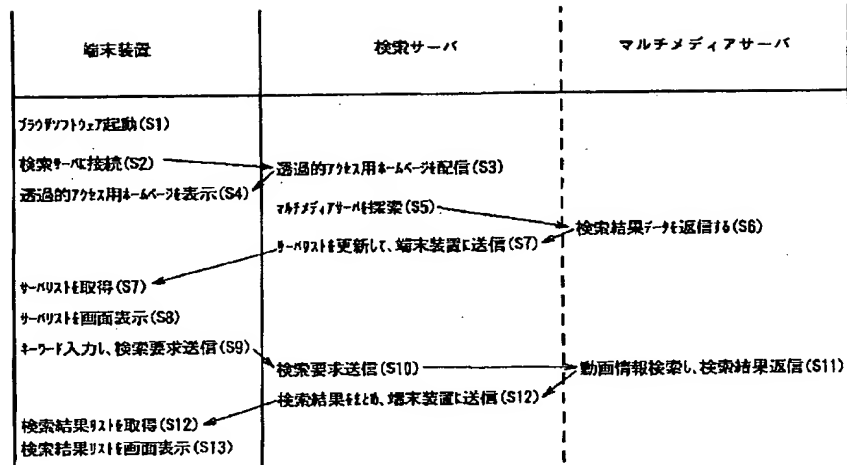 端末装置
検索サーバ
マルチメディアサーバ
ブラウザソフトウェア起動(S1)
検索サーバに接続(S2)
透過的アクセス用ホームページを配信(S3)
透過的アクセス用ホームページを表示(S4)
マルチメディアサーバを探索(S5)
検索結果データを返信する(S6)
サーバリストを更新して、端末装置に送信(S7)
サーバリストを取得(S7)
サーバリストを画面表示(S8)
キーワード入力し、検索要求送信(S9)
検索要求送信(S10)
動画情報検索し、検索結果返信(S11)
検索結果をまとめ、端末装置に送信(S12)
検索結果リストを取得(S12)
検索結果リストを画面表示(S13)